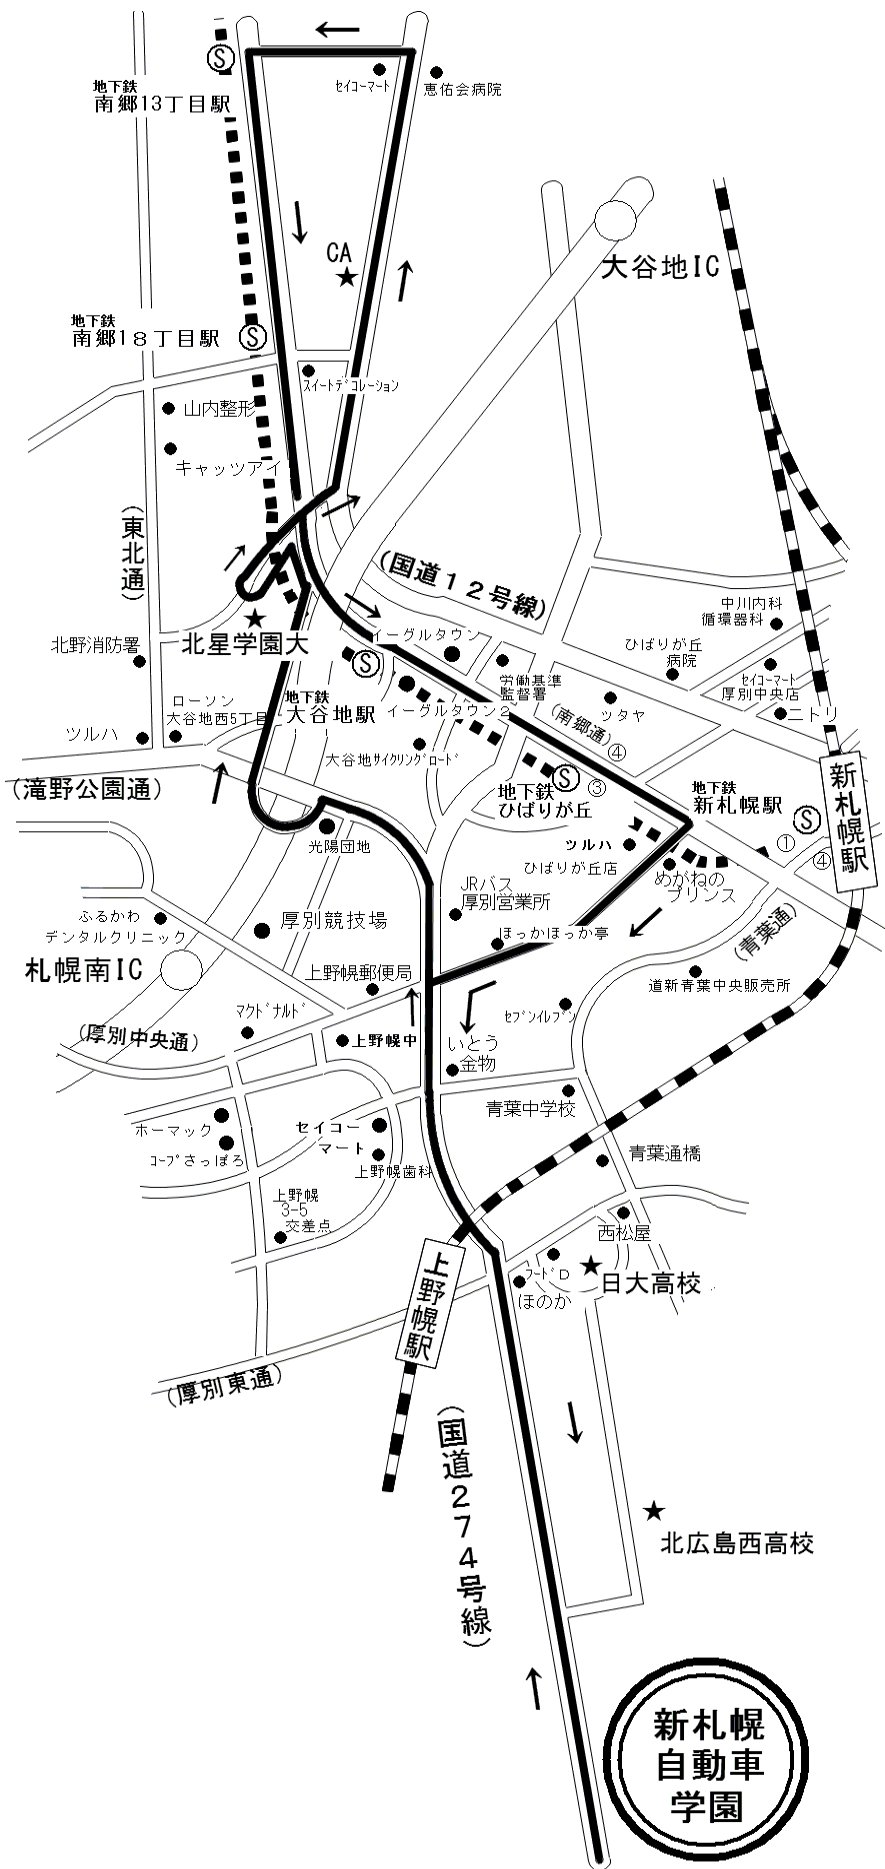 地下鉄
南郷13丁目駅
セイコーマート
恵佑会病院
CA
大谷地IC
地下鉄
南郷18丁目駅
スイートデコレーション
山内整形
キャッツアイ
(東北通)
(国道12号線)
中川内科
循環器科
北星学園大
北野消防署
イーグルタウン
ひばりが丘
病院
労働基準
監督署
セイコーマート
厚別中央店
ローソン
大谷地西5丁目
地下鉄
大谷地駅
イーグルタウン2
ツタヤ
ニトリ
ツルハ
(南郷通)
④
大谷地サイクリングロード
(滝野公園通)
地下鉄
ひばりが丘
③
地下鉄
新札幌駅
新札幌駅
①
④
光陽団地
ツルハ
ひばりが丘店
めがねの
プリンス
JRバス
厚別営業所
ふるかわ
デンタルクリニック
厚別競技場
ほっかほっか亭
(青葉通)
札幌南IC
上野幌郵便局
道新青葉中央販売所
マクドナルド
セブンイレブン
(厚別中央通)
上野幌中
いとう
金物
青葉中学校
ホーマック
セイコー
マート
コープさっぽろ
上野幌歯科
青葉通橋
上野幌
3-5
交差点
西松屋
上野幌駅
フードD
ほのか
日大高校
(厚別東通)
(国道274号線)
北広島西高校
新札幌
自動車
学園
S
S
S
S
S